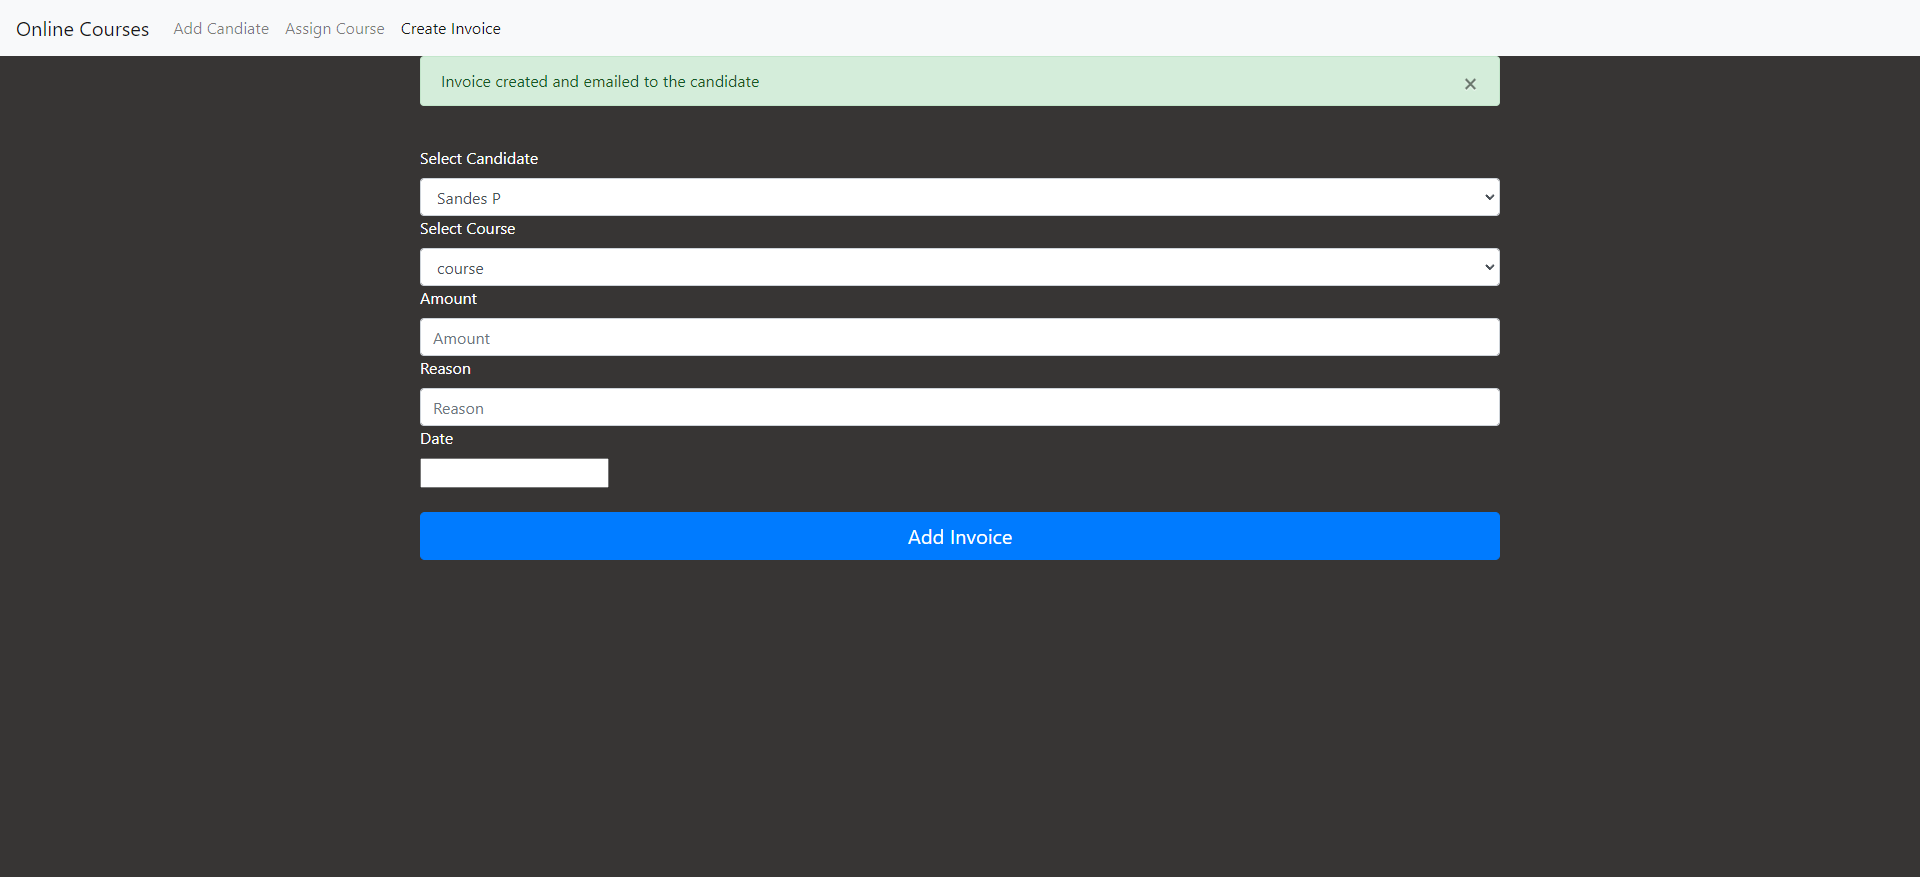 Online Courses Add Candiate Assign Course Create Invoice
Invoice created and emailed to the candidate ×
Select Candidate
Sandes P
Select Course
course
Amount
Amount
Reason
Reason
Date
Add Invoice